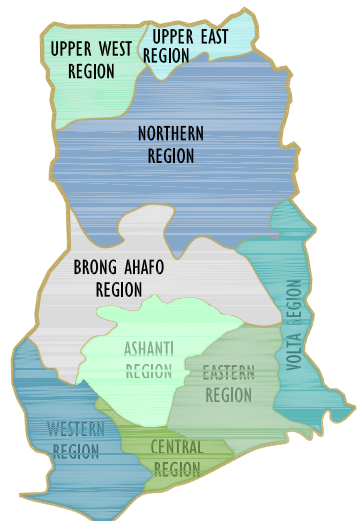 UPPER WEST
REGION
UPPER EAST
REGION
NORTHERN
REGION
BRONG AHAFO
REGION
ASHANTI
REGION
EASTERN
REGION
VOLTA REGION
WESTERN
REGION
CENTRAL
REGION